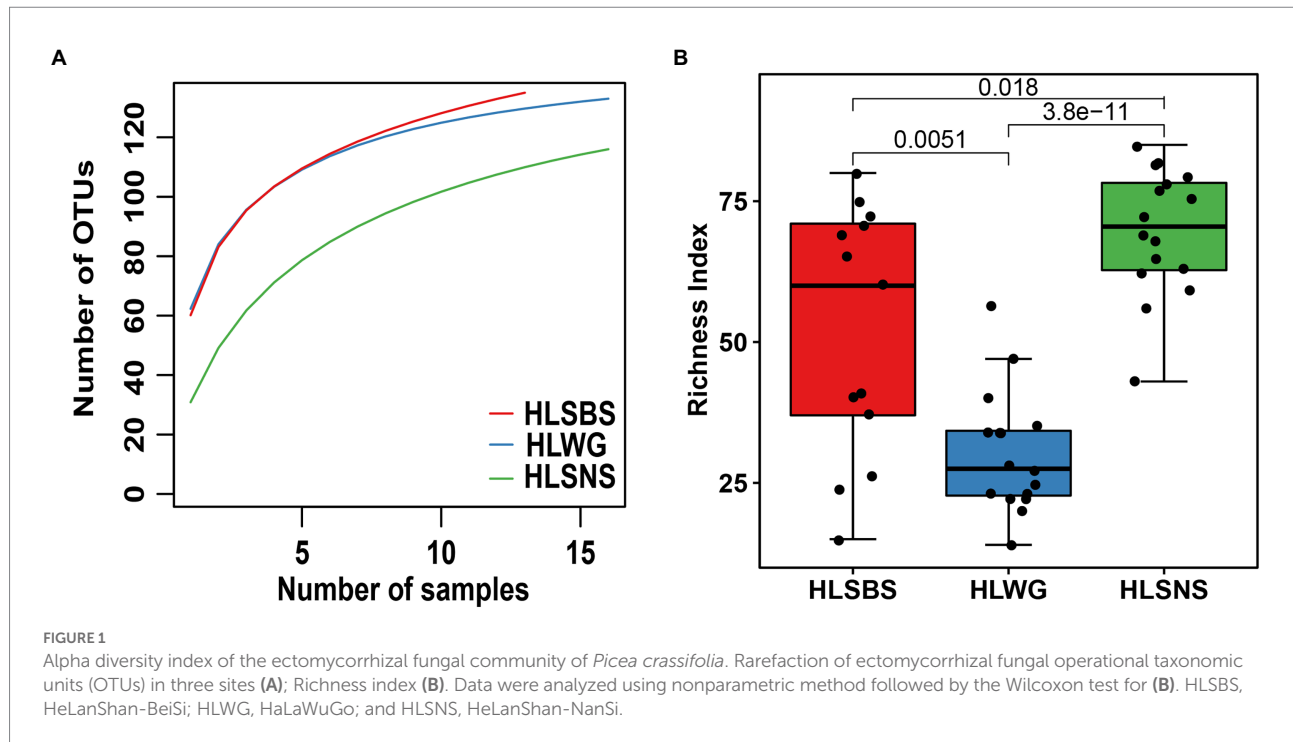 A
Number of OTUs
0
20
40
60
80
100
120
5
10
15
Number of samples
HLSBS
HLWG
HLSNS
B
Richness Index
75
50
25
0.018
3.8e−11
0.0051
HLSBS
HLWG
HLSNS
FIGURE 1
Alpha diversity index of the ectomycorrhizal fungal community of Picea crassifolia. Rarefaction of ectomycorrhizal fungal operational taxonomic
units (OTUs) in three sites (A); Richness index (B). Data were analyzed using nonparametric method followed by the Wilcoxon test for (B). HLSBS,
HeLanShan-BeiSi; HLWG, HaLaWuGo; and HLSNS, HeLanShan-NanSi.